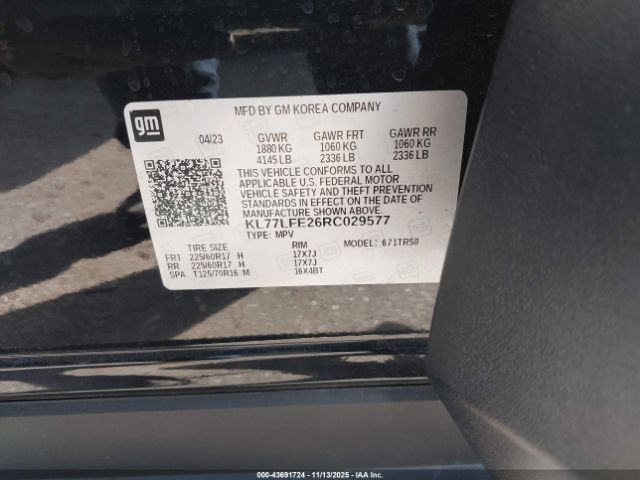 gm
MFD BY GM KOREA COMPANY
04/23 GVWR GAWR FRT GAWR RR
1880 KG 1060 KG 1060 KG
4145 LB 2336 LB 2336 LB
THIS VEHICLE CONFORMS TO ALL
APPLICABLE U.S. FEDERAL MOTOR
VEHICLE SAFETY AND THEFT PREVENTION
STANDARDS IN EFFECT ON THE DATE OF
MANUFACTURE SHOWN ABOVE.
KL77LFE26RC029577
TYPE: MPV MODEL: 671TR58
TIRE SIZE RIM
FRT 225/60R17 H 17X7J
RR 225/60R17 H 17X7J
SPA T125/70R16 M 16X4BT
000-43691724 - 11/13/2025 - IAAI.COM